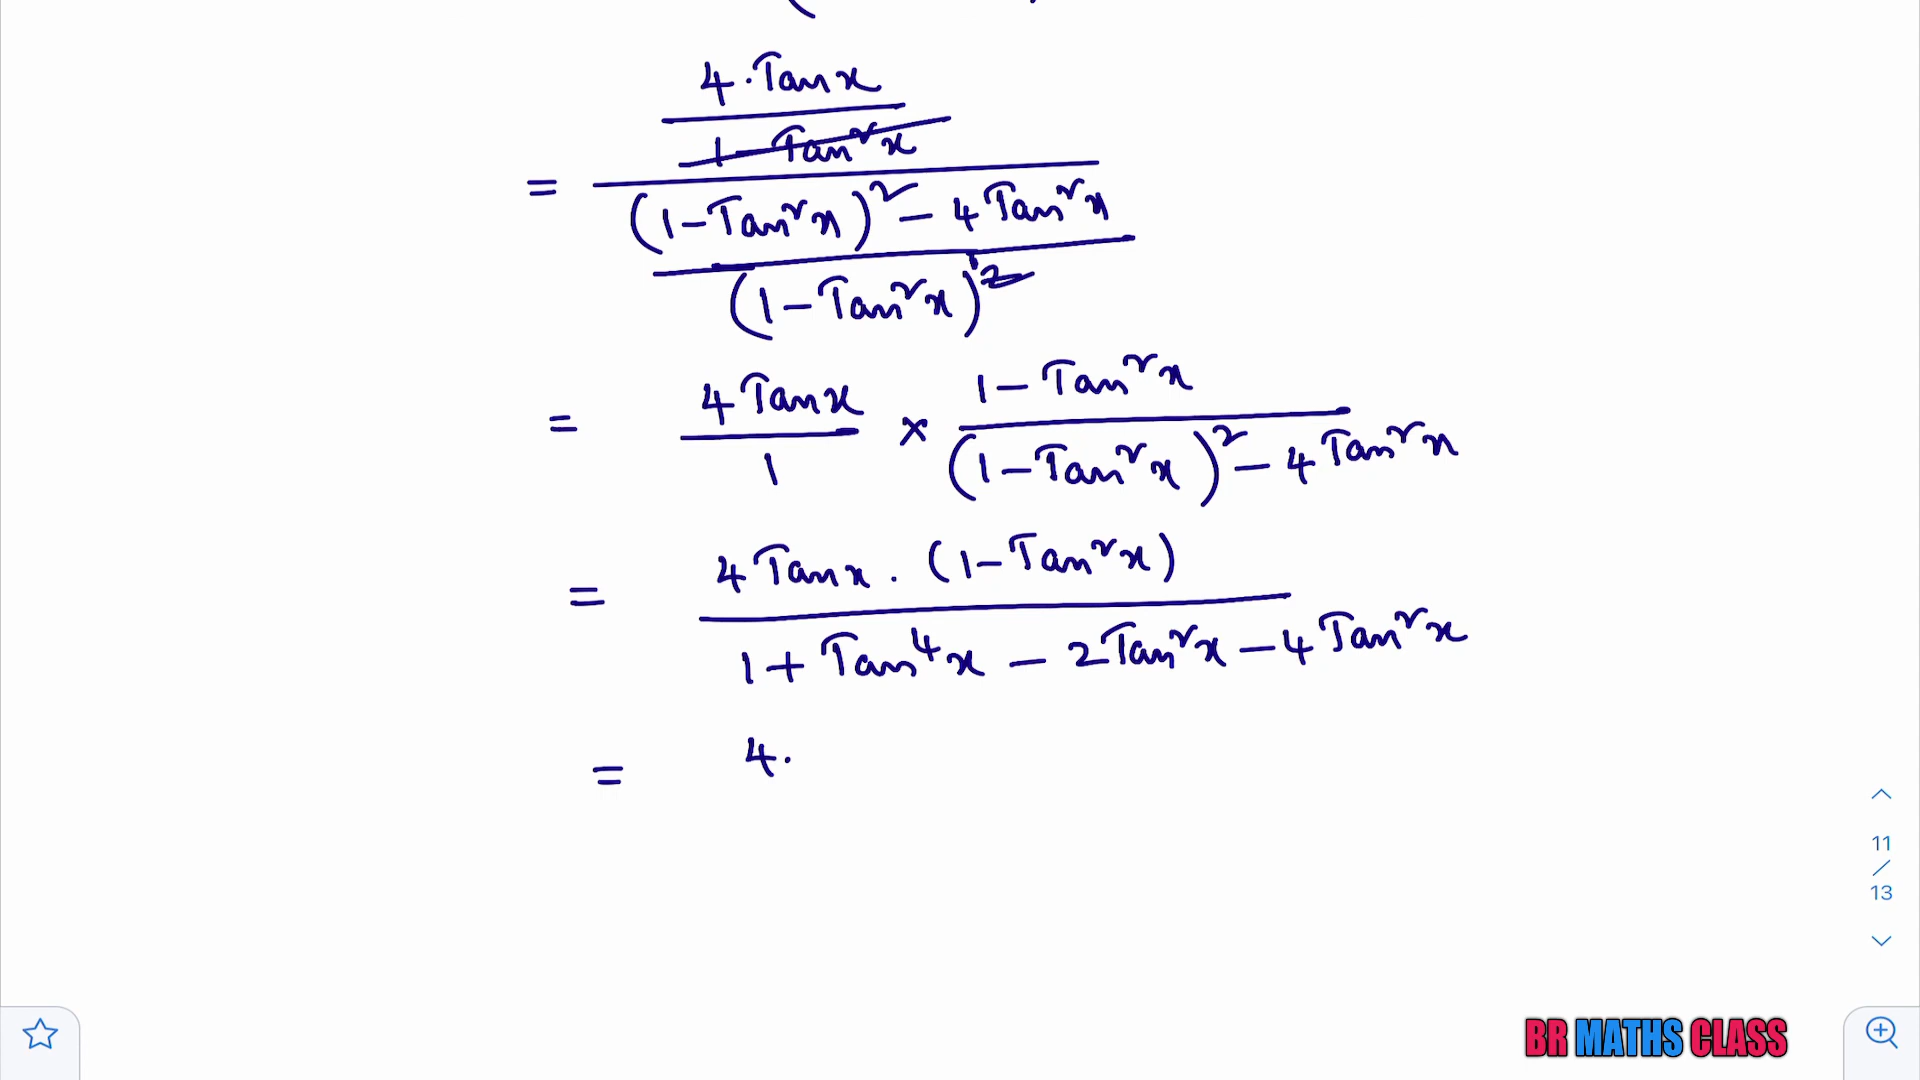 4·Tanx
1-Tan²x
=
(1-Tan²x)² - 4Tan²x
(1-Tan²x)²
= 4Tanx / 1 × 1-Tan²x / (1-Tan²x)² - 4Tan²x
= 4Tanx · (1-Tan²x)
1+Tan⁴x - 2Tan²x - 4Tan²x
= 4·
11
/
13
BR MATHS CLASS